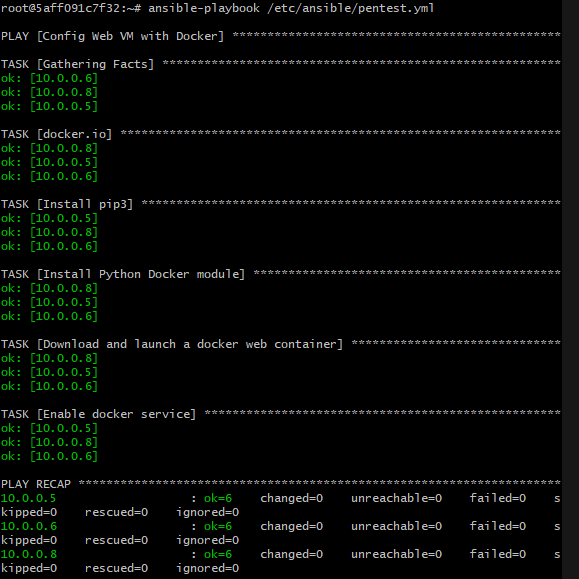 root@5aff091c7f32:~# ansible-playbook /etc/ansible/pentest.yml
PLAY [Config Web VM with Docker] ***********************************************
TASK [Gathering Facts] *********************************************************
ok: [10.0.0.6]
ok: [10.0.0.8]
ok: [10.0.0.5]
TASK [docker.io] ***************************************************************
ok: [10.0.0.8]
ok: [10.0.0.5]
ok: [10.0.0.6]
TASK [Install pip3] ************************************************************
ok: [10.0.0.5]
ok: [10.0.0.8]
ok: [10.0.0.6]
TASK [Install Python Docker module] ********************************************
ok: [10.0.0.8]
ok: [10.0.0.5]
ok: [10.0.0.6]
TASK [Download and launch a docker web container] ******************************
ok: [10.0.0.8]
ok: [10.0.0.5]
ok: [10.0.0.6]
TASK [Enable docker service] ***************************************************
ok: [10.0.0.5]
ok: [10.0.0.8]
ok: [10.0.0.6]
PLAY RECAP *********************************************************************
10.0.0.5                   : ok=6    changed=0    unreachable=0    failed=0    s
kipped=0    rescued=0    ignored=0
10.0.0.6                   : ok=6    changed=0    unreachable=0    failed=0    s
kipped=0    rescued=0    ignored=0
10.0.0.8                   : ok=6    changed=0    unreachable=0    failed=0    s
kipped=0    rescued=0    ignored=0